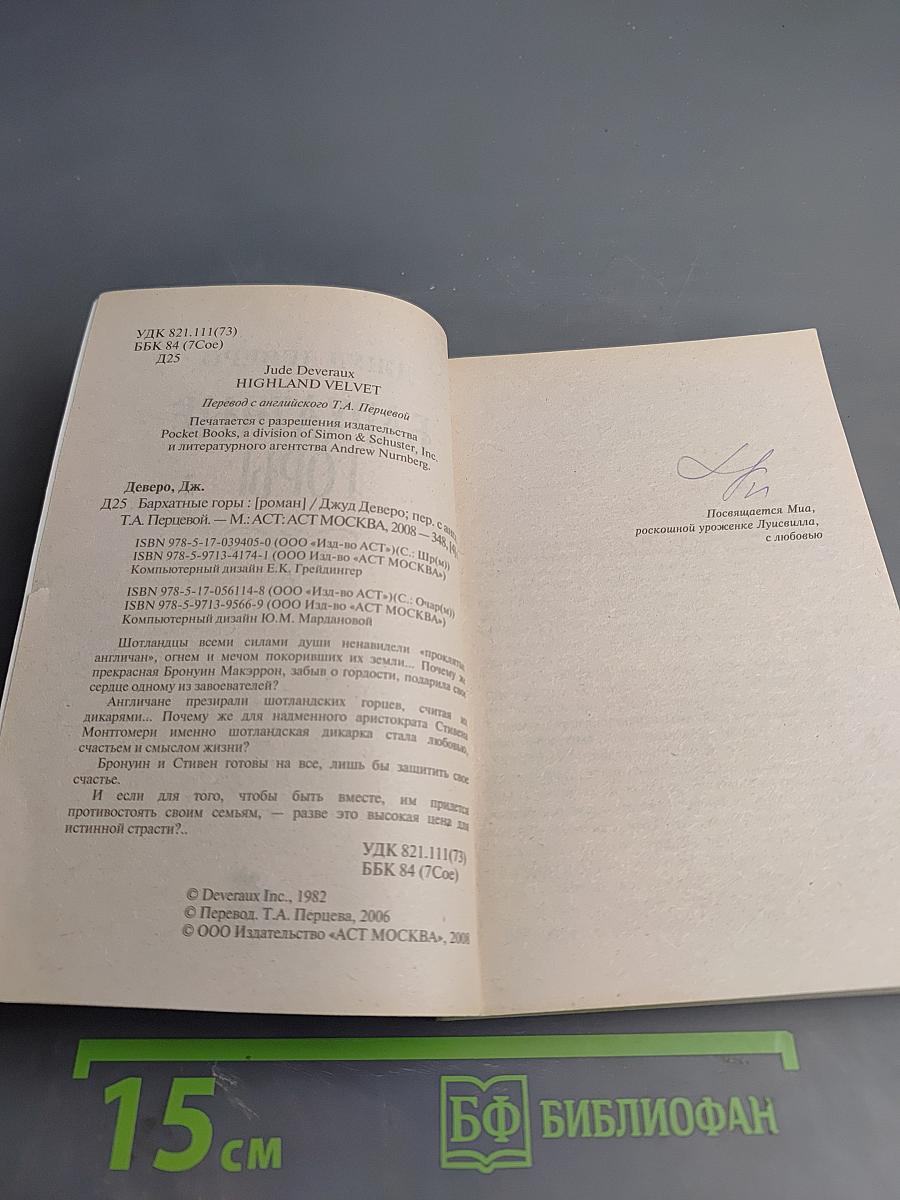 УДК 821.111(73)
ББК 84 (7Сое)
Д25
Jude Deveraux
HIGHLAND VELVET
Перевод с английского Т.А. Перцевой
Печатается с разрешения издательства
Pocket Books, a division of Simon & Schuster, Inc.
и литературного агентства Andrew Nurnberg.
Деверо, Дж.
Д25 Бархатные горы : [роман] / Джуд Деверо; пер. с англ.
Т.А. Перцевой. — М.: АСТ: АСТ МОСКВА, 2008 — 348, [4]
ISBN 978-5-17-039405-0 (ООО «Изд-во АСТ»)(С.: Шр(м))
ISBN 978-5-9713-4174-1 (ООО Изд-во «АСТ МОСКВА»)
Компьютерный дизайн Е.К. Грейдингер
ISBN 978-5-17-056114-8 (ООО «Изд-во АСТ»)(С.: Очар(м))
ISBN 978-5-9713-9566-9 (ООО Изд-во «АСТ МОСКВА»)
Компьютерный дизайн Ю.М. Мардановой
Шотландцы всеми силами души ненавидели «прокляты
англичан», огнем и мечом покоривших их земли... Почему же
прекрасная Бронуин Макэррон, забыв о гордости, подарила свое
сердце одному из завоевателей?
Англичане презирали шотландских горцев, считая их
дикарями... Почему же для надменного аристократа Стивена
Монтгомери именно шотландская дикарка стала любовью,
счастьем и смыслом жизни?
Бронуин и Стивен готовы на все, лишь бы защитить свое
счастье.
И если для того, чтобы быть вместе, им придется
противостоять своим семьям, — разве это высокая цена для
истинной страсти?..
УДК 821.111(73)
ББК 84 (7Сое)
© Deveraux Inc., 1982
© Перевод. Т.А. Перцева, 2006
© ООО Издательство «АСТ МОСКВА», 2008
Посвящается Миа,
роскошной уроженке Луисвилла,
с любовью
15 см
БФ БИБЛИОФАН